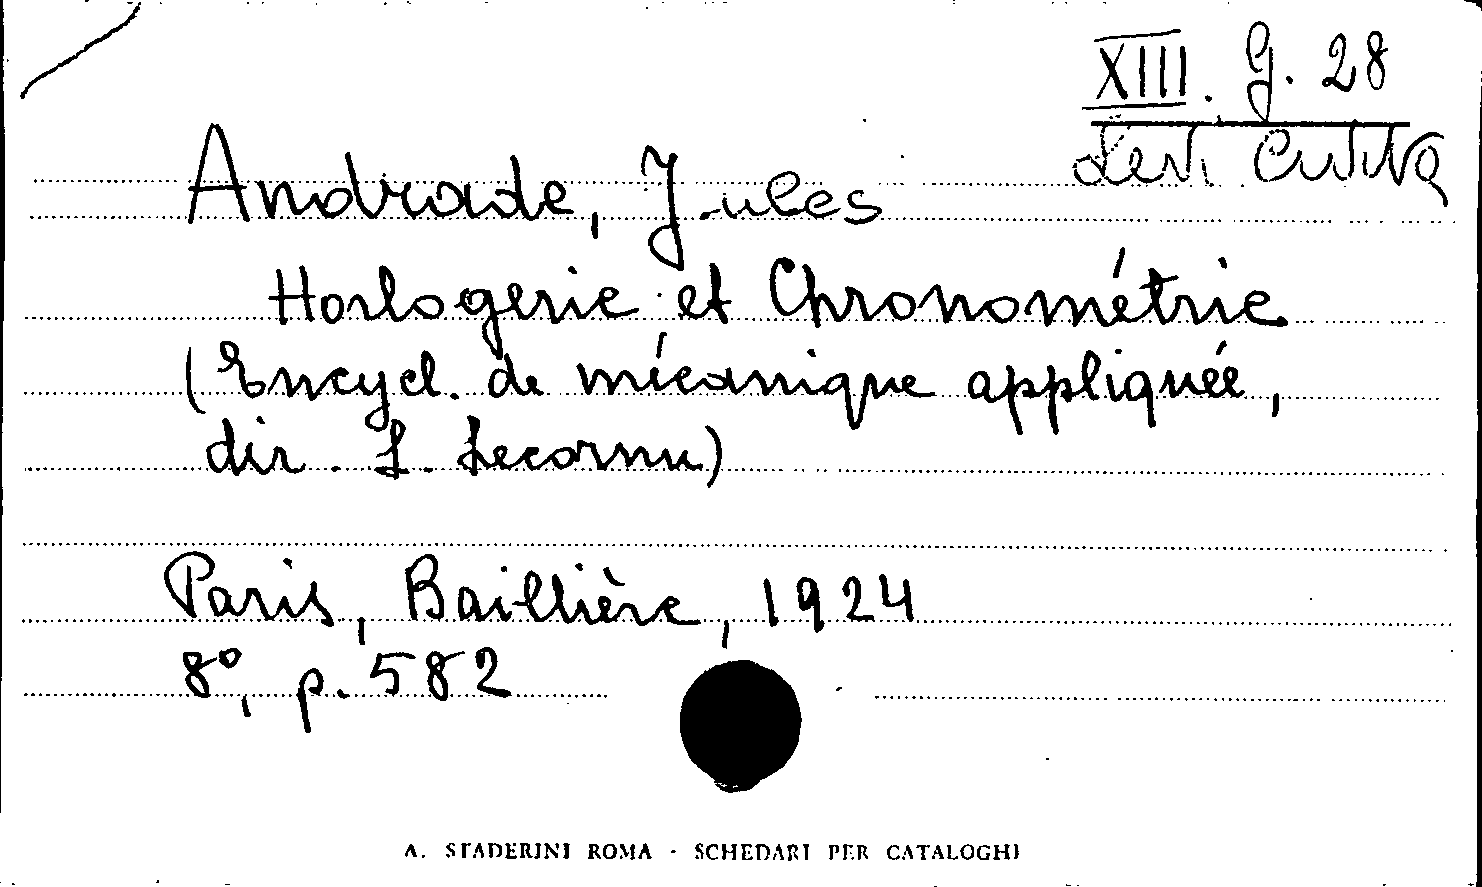 XIII. G. 28
Levi Civita
Andrade, Jules
Horlogerie et Chronométrie
(Encycl. de mécanique appliquée,
dir. L. Lecornu)
Paris, Baillière, 1924
8°, p. 582
A. STADERINI ROMA - SCHEDARI PER CATALOGHI